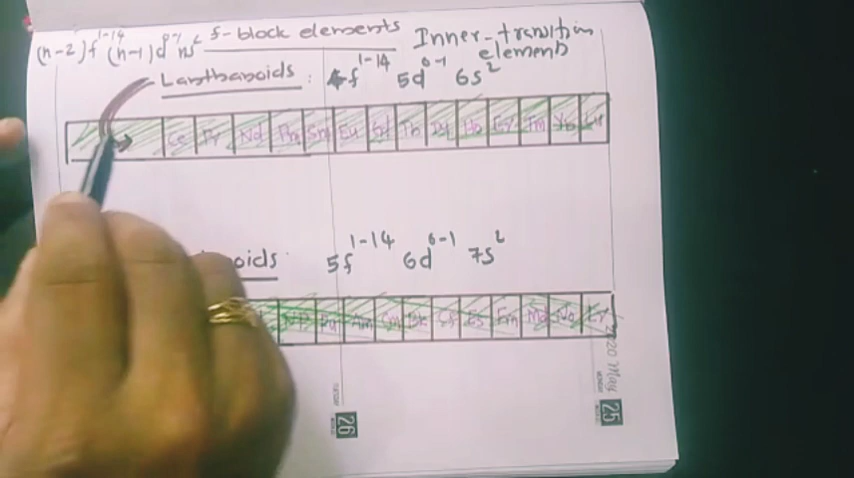 (n-2)f¹⁻¹⁴ (n-1)d⁰⁻¹ ns² f-block elements Inner-transition elements
Lanthanoids : 4f¹⁻¹⁴ 5d⁰⁻¹ 6s²
Ce Pr Nd Pm Sm Eu Gd Tb Dy Ho Er Tm Yb Lu
oids: 5f¹⁻¹⁴ 6d⁰⁻¹ 7s²
Np Pu Am Cm Bk Cf Es Fm Md No Lr
2020 May
25
26